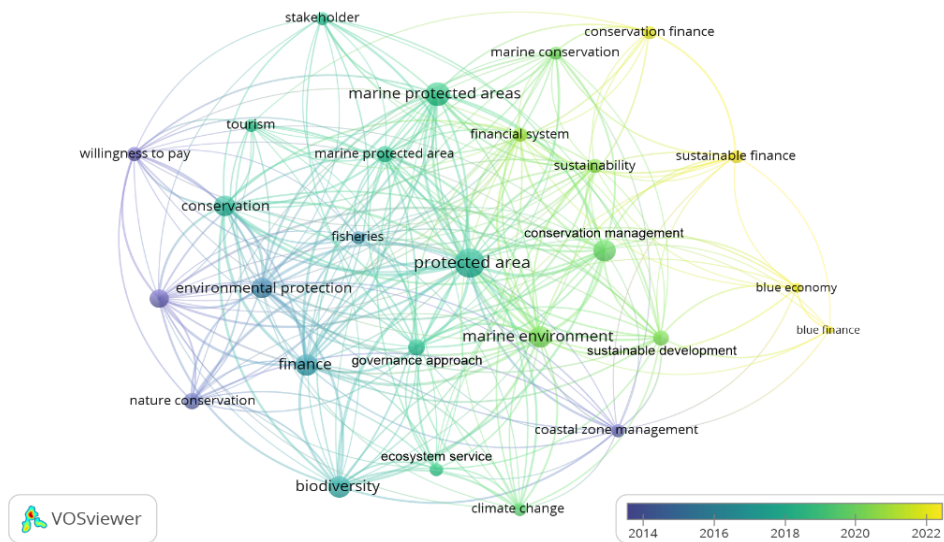 stakeholder
conservation finance
marine conservation
marine protected areas
tourism
financial system
willingness to pay
marine protected area
sustainable finance
sustainability
conservation
fisheries
conservation management
protected area
environmental protection
blue economy
blue finance
marine environment
sustainable development
governance approach
finance
nature conservation
coastal zone management
ecosystem service
biodiversity
climate change
VOSviewer
2014 2016 2018 2020 2022